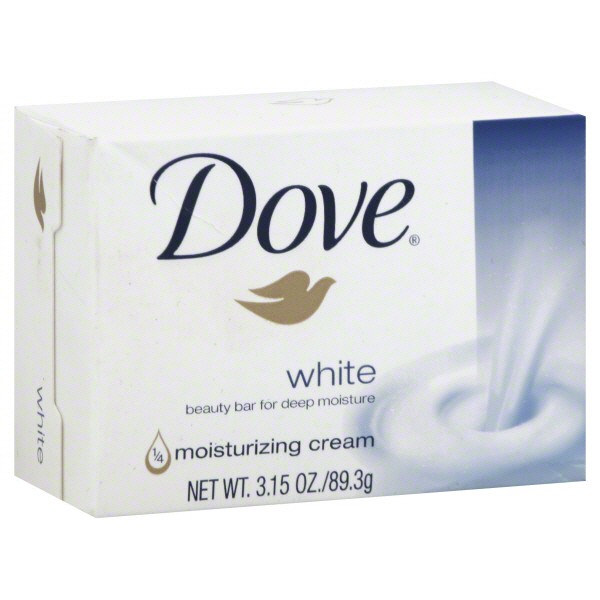 Dove®
white
beauty bar for deep moisture
1/4 moisturizing cream
NET WT. 3.15 OZ./89.3g
white